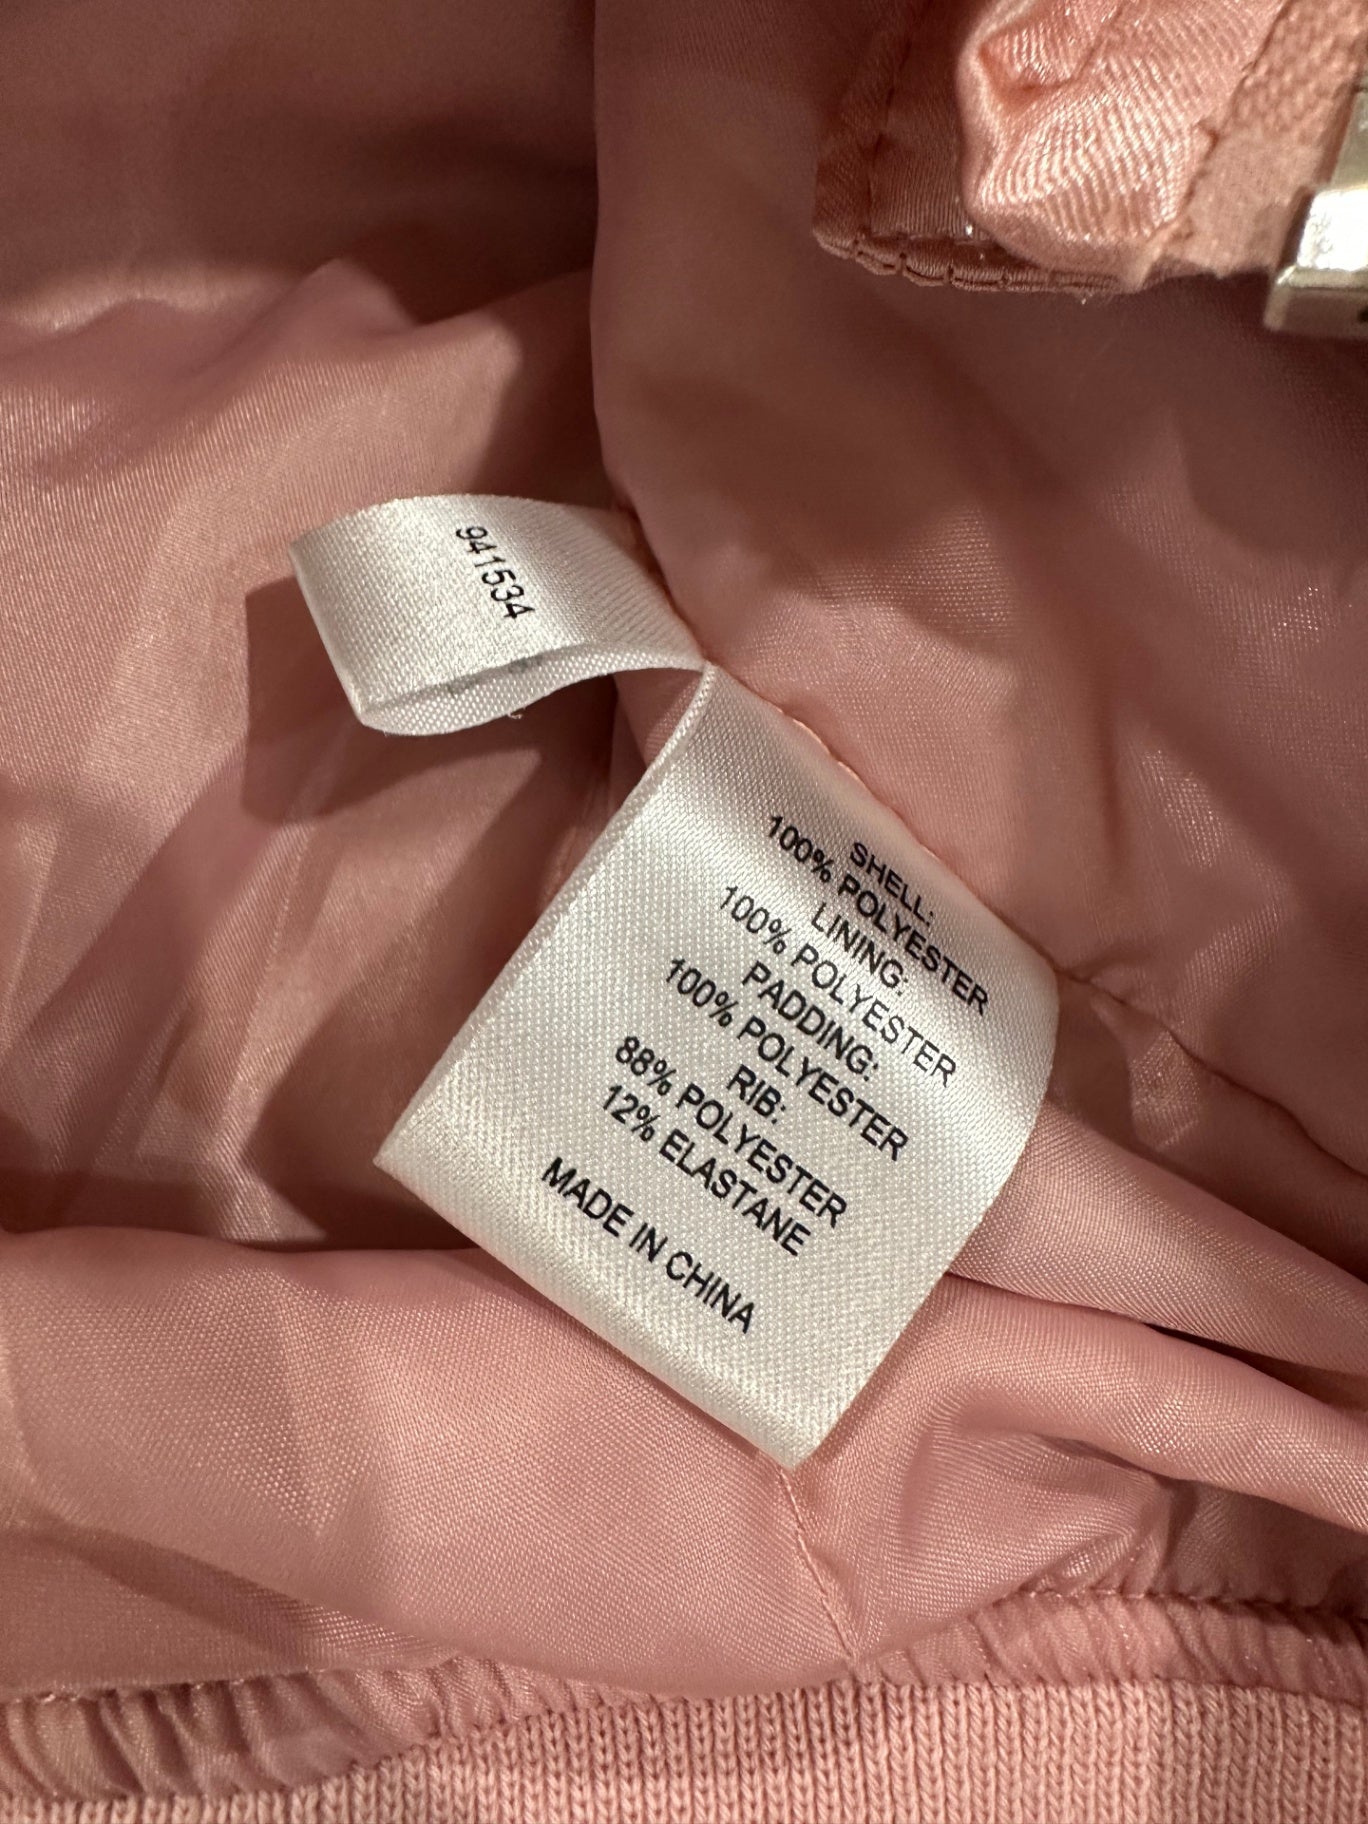 941534
SHELL:
100% POLYESTER
LINING:
100% POLYESTER
PADDING:
100% POLYESTER
RIB:
88% POLYESTER
12% ELASTANE
MADE IN CHINA